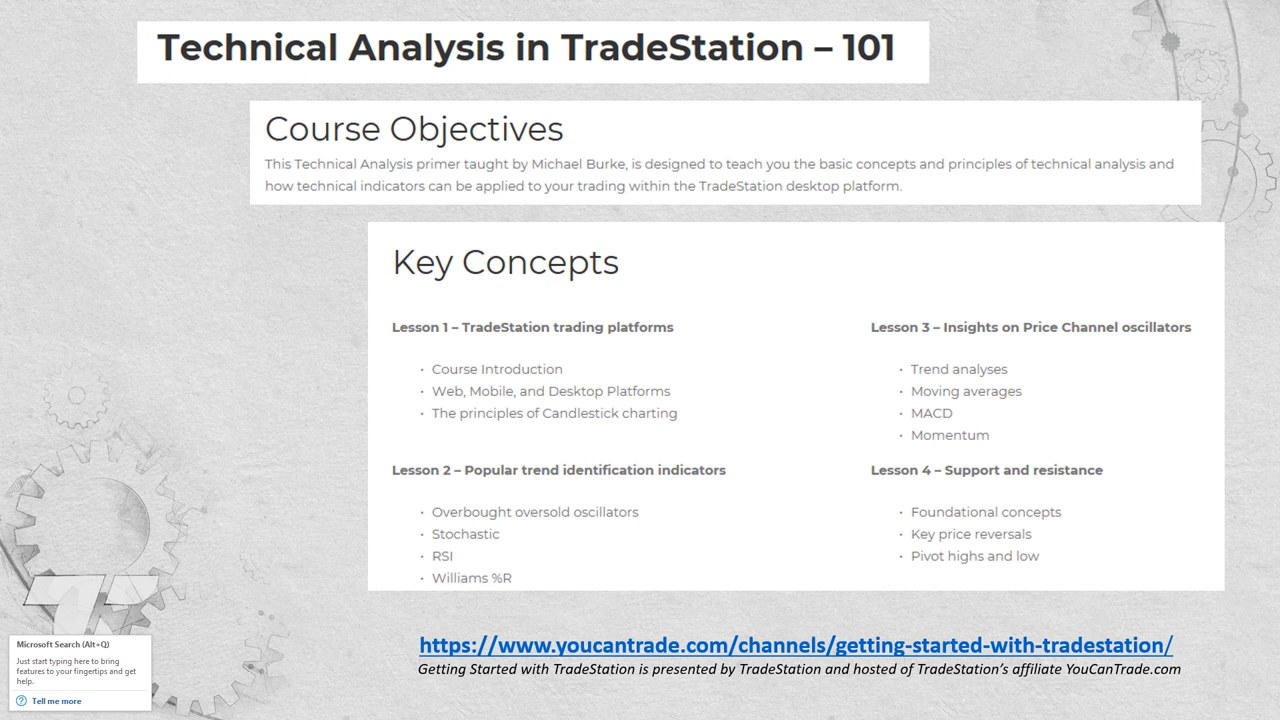 Technical Analysis in TradeStation – 101
Course Objectives
This Technical Analysis primer taught by Michael Burke, is designed to teach you the basic concepts and principles of technical analysis and
how technical indicators can be applied to your trading within the TradeStation desktop platform.
Key Concepts
Lesson 1 – TradeStation trading platforms
• Course Introduction
• Web, Mobile, and Desktop Platforms
• The principles of Candlestick charting
Lesson 2 – Popular trend identification indicators
• Overbought oversold oscillators
• Stochastic
• RSI
• Williams %R
Lesson 3 – Insights on Price Channel oscillators
• Trend analyses
• Moving averages
• MACD
• Momentum
Lesson 4 – Support and resistance
• Foundational concepts
• Key price reversals
• Pivot highs and low
https://www.youcantrade.com/channels/getting-started-with-tradestation/
Getting Started with TradeStation is presented by TradeStation and hosted of TradeStation’s affiliate YouCanTrade.com
Microsoft Search (Alt+Q)
Just start typing here to bring
features to your fingertips and get
help.
Tell me more